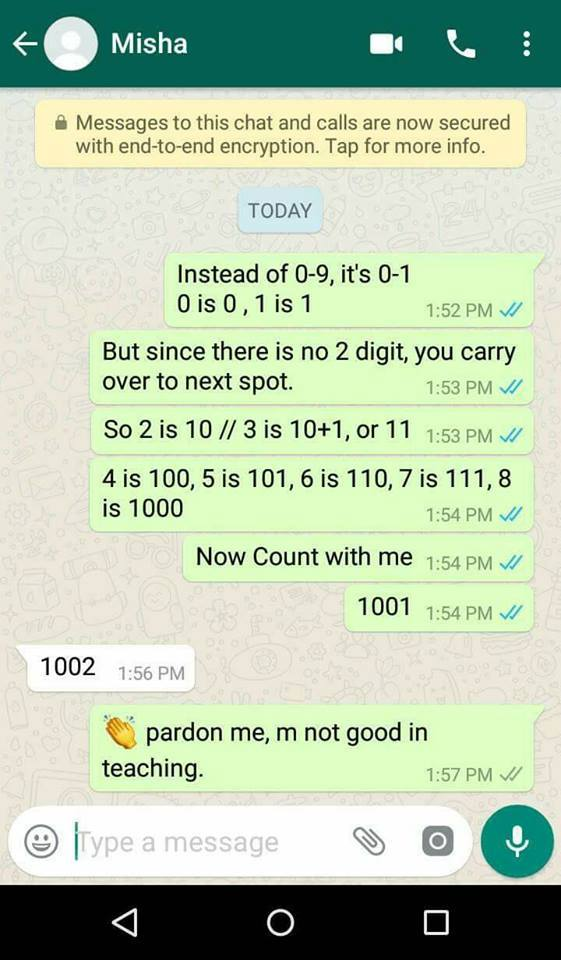 Misha
Messages to this chat and calls are now secured
with end-to-end encryption. Tap for more info.
TODAY
Instead of 0-9, it's 0-1
0 is 0 , 1 is 1
1:52 PM
But since there is no 2 digit, you carry
over to next spot.
1:53 PM
So 2 is 10 // 3 is 10+1, or 11
1:53 PM
4 is 100, 5 is 101, 6 is 110, 7 is 111, 8
is 1000
1:54 PM
Now Count with me
1:54 PM
1001
1:54 PM
1002
1:56 PM
👏 pardon me, m not good in
teaching.
1:57 PM
Type a message